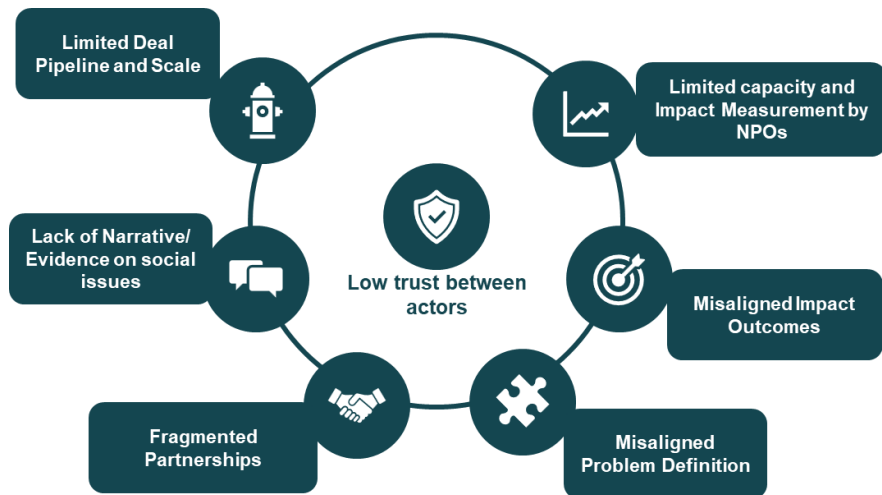 Limited Deal
Pipeline and Scale
Limited capacity and
Impact Measurement by
NPOs
Lack of Narrative/
Evidence on social
issues
Low trust between
actors
Misaligned Impact
Outcomes
Fragmented
Partnerships
Misaligned
Problem Definition